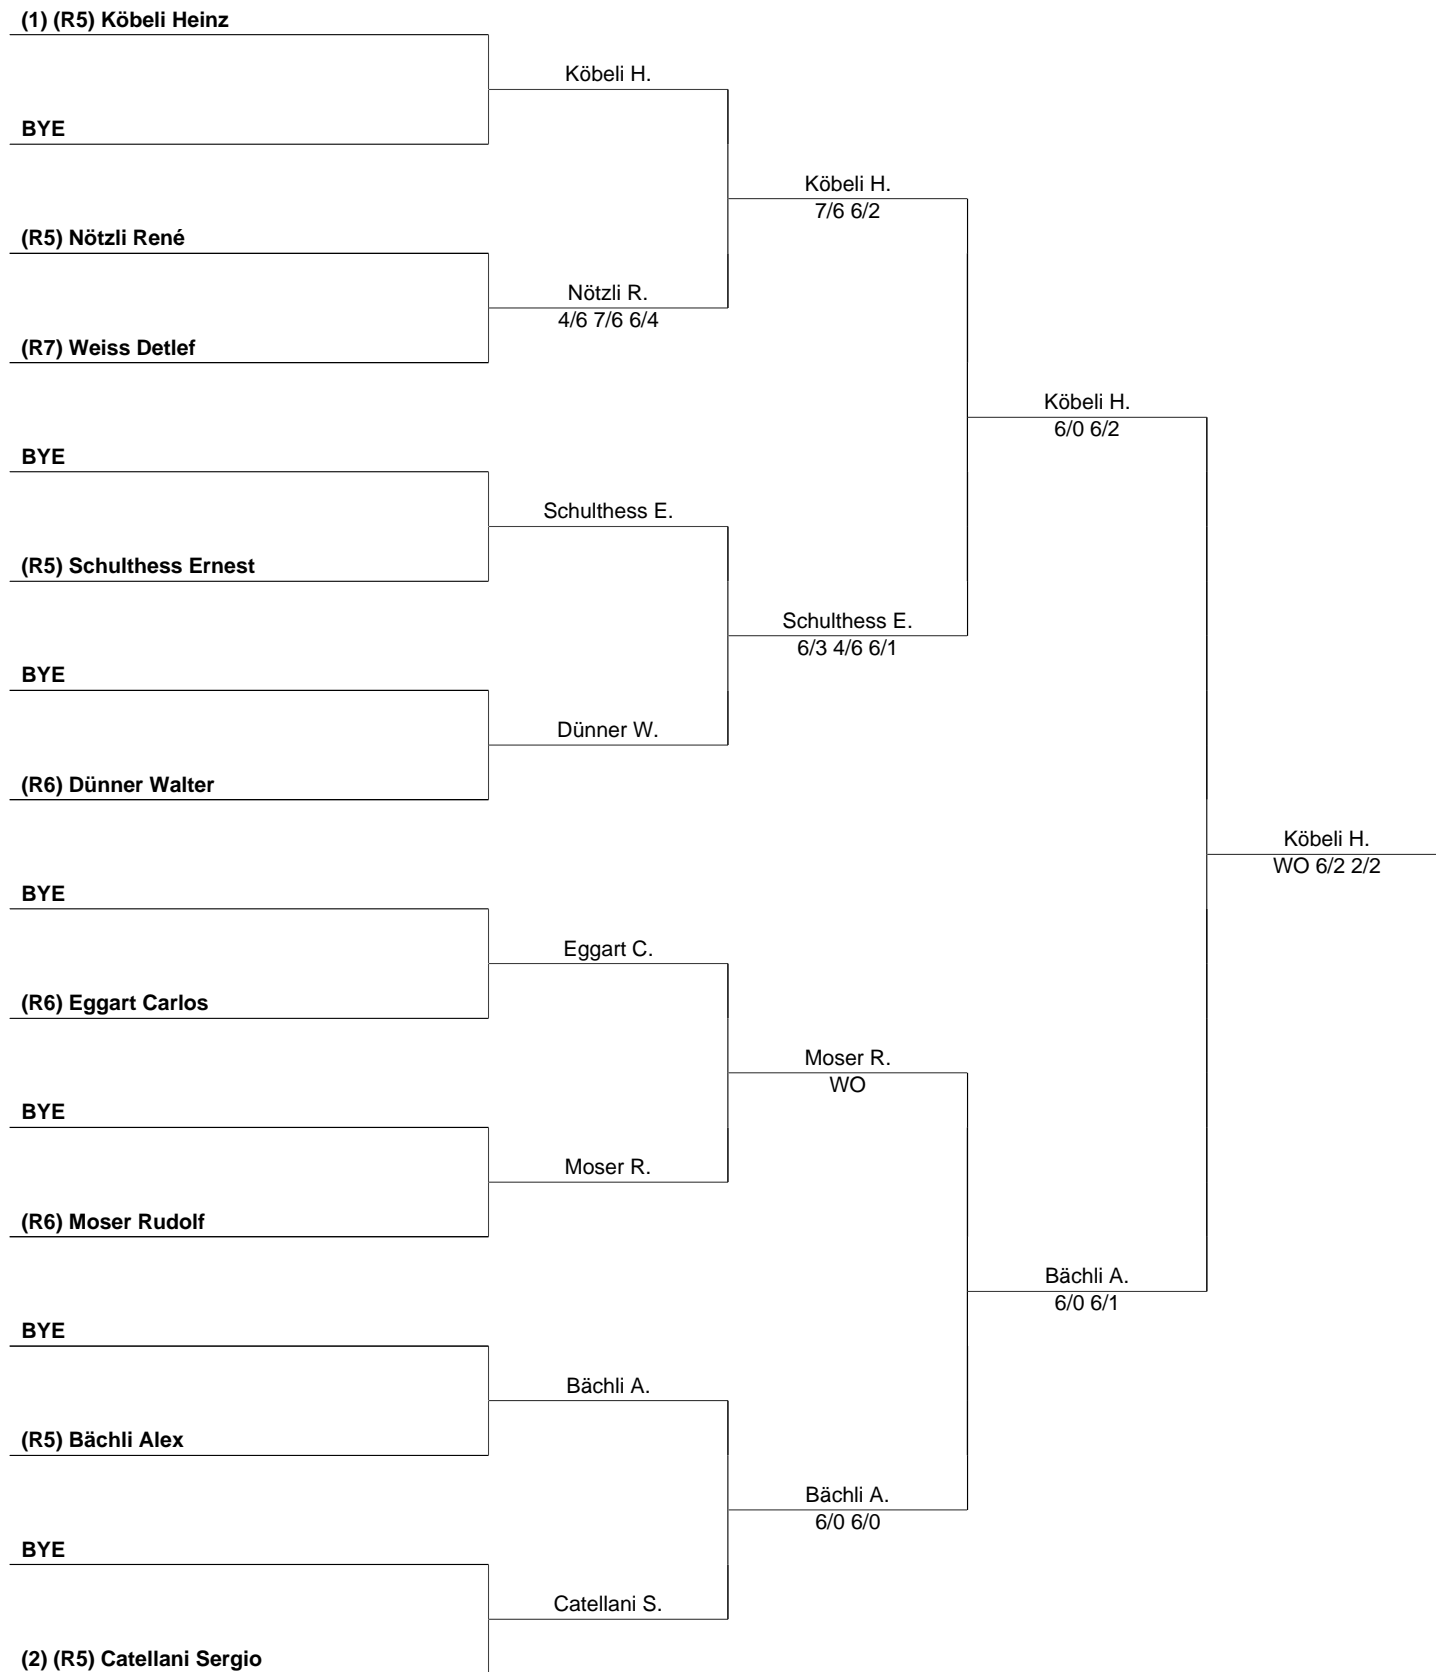 (1) (R5) Köbeli Heinz
Köbeli H.
BYE
Köbeli H.
7/6 6/2
(R5) Nötzli René
Nötzli R.
4/6 7/6 6/4
(R7) Weiss Detlef
Köbeli H.
6/0 6/2
BYE
Schulthess E.
(R5) Schulthess Ernest
Schulthess E.
6/3 4/6 6/1
BYE
Dünner W.
(R6) Dünner Walter
Köbeli H.
WO 6/2 2/2
BYE
Eggart C.
(R6) Eggart Carlos
Moser R.
WO
BYE
Moser R.
(R6) Moser Rudolf
Bächli A.
6/0 6/1
BYE
Bächli A.
(R5) Bächli Alex
Bächli A.
6/0 6/0
BYE
Catellani S.
(2) (R5) Catellani Sergio